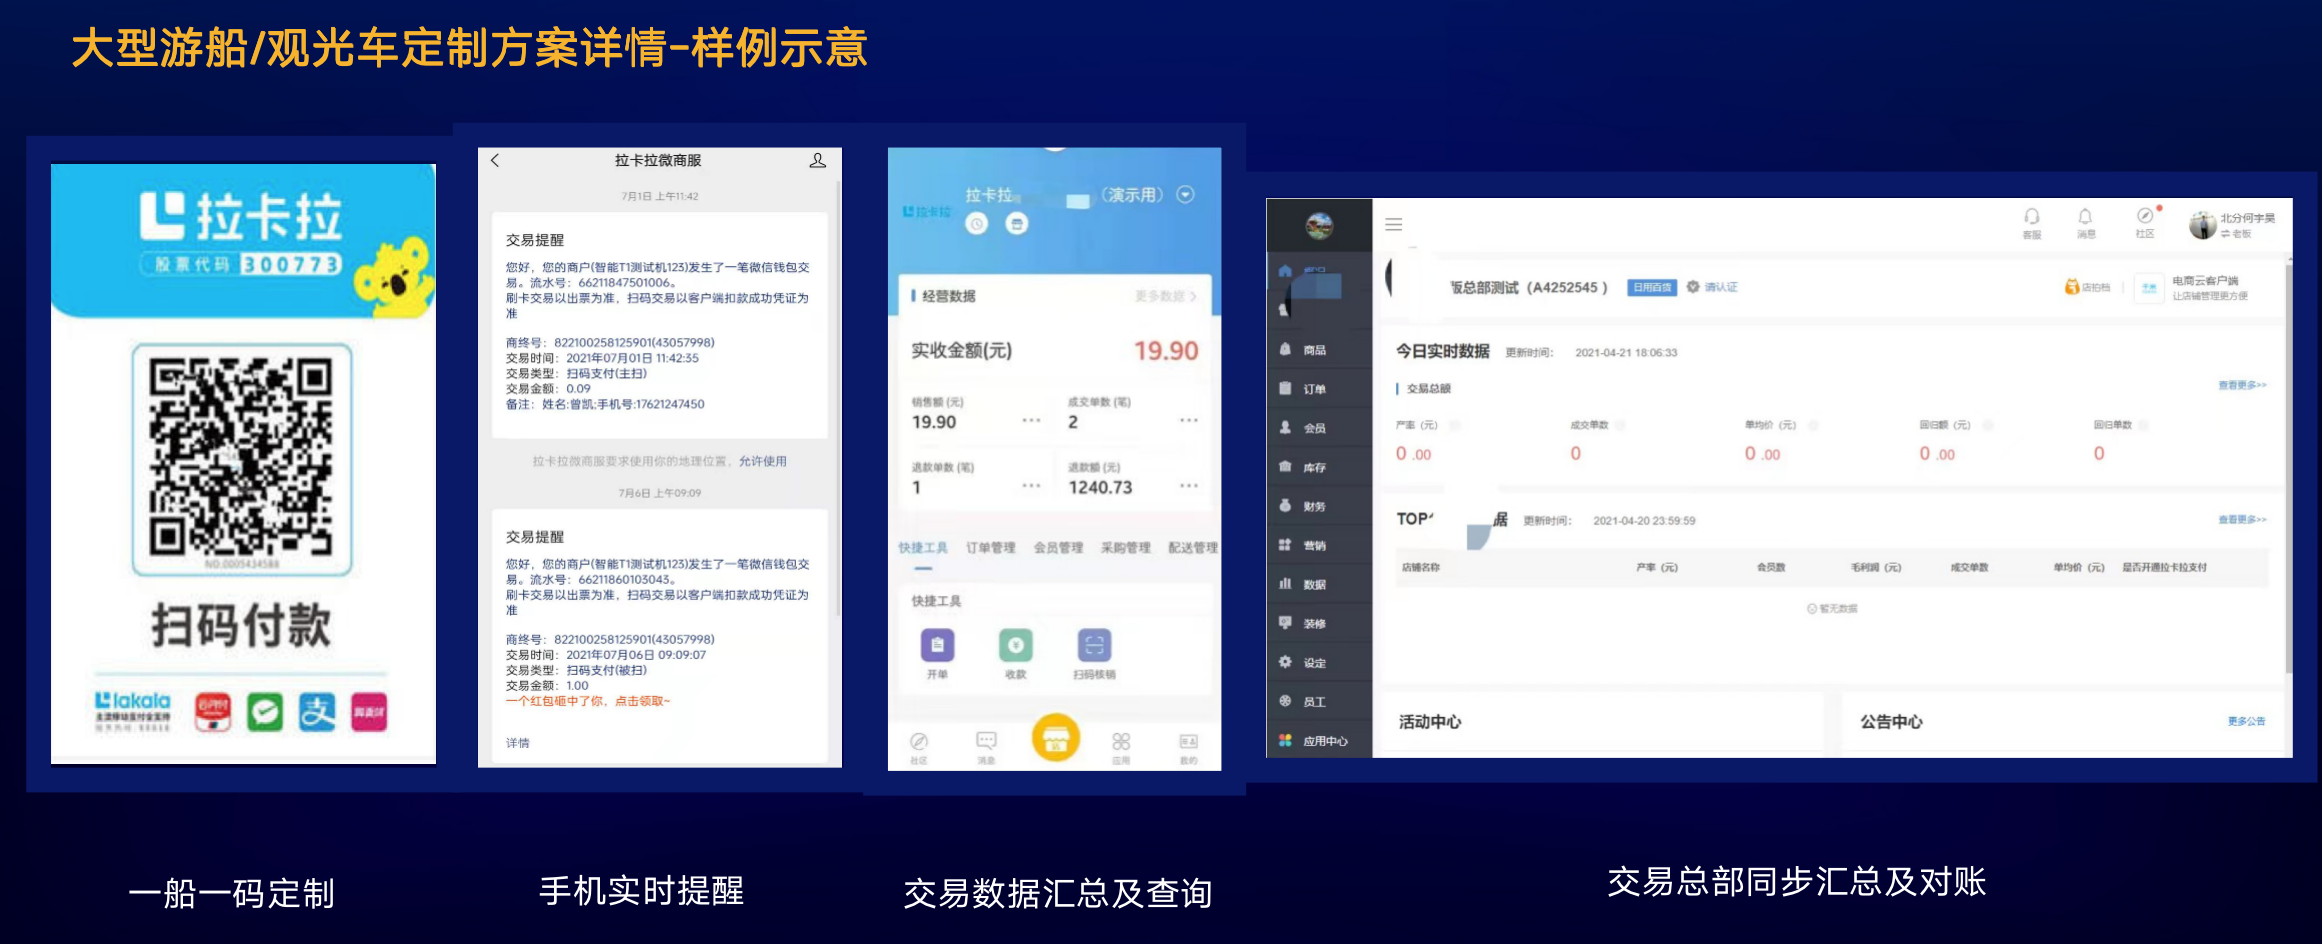 大型游船/观光车定制方案详情-样例示意
拉卡拉
股票代码 300773
NO:0005434588
扫码付款
lakala
拉卡拉微商服
7月1日 上午11:42
交易提醒
您好，您的商户(智能T1测试机123)发生了一笔微信钱包交
易。流水号：66211847501006。
刷卡交易以出票为准，扫码交易以客户端扣款成功凭证为
准
商终号：822100258125901(43057998)
交易时间：2021年07月01日 11:42:35
交易类型：扫码支付(主扫)
交易金额：0.09
备注：姓名:曾凯;手机号:17621247450
拉卡拉微商服要求使用你的地理位置，允许使用
7月6日 上午09:09
交易提醒
您好，您的商户(智能T1测试机123)发生了一笔微信钱包交
易。流水号：66211860103043。
刷卡交易以出票为准，扫码交易以客户端扣款成功凭证为
准
商终号：822100258125901(43057998)
交易时间：2021年07月06日 09:09:07
交易类型：扫码支付(被扫)
交易金额：1.00
一个红包砸中了你，点击领取~
详情
拉卡拉 （演示用）
拉卡拉
经营数据 更多数据 >
实收金额(元) 19.90
销售额 (元) 成交单数 (笔)
19.90 ... 2 ...
退款单数 (笔) 退款额 (元)
1 ... 1240.73 ...
快捷工具 订单管理 会员管理 采购管理 配送管理
快捷工具
开单 收款 扫码核销
社区 消息 应用 我的
客服 消息 社区 北分何宇昊
老板
商品
订单
会员
库存
财务
营销
数据
装修
设定
员工
应用中心
版总部测试（A4252545 ） 日用百货 请认证 店拍档 电商云客户端
让店铺管理更方便
今日实时数据 更新时间： 2021-04-21 18:06:33
交易总额 查看更多>>
产率 (元) 成交单数 单均价 (元) 回归额 (元) 回归单数
0 .00 0 0 .00 0 .00 0
TOP 据 更新时间： 2021-04-20 23:59:59 查看更多>>
店铺名称 产率 (元) 会员数 毛利润 (元) 成交单数 单均价 (元) 是否开通拉卡拉支付
暂无数据
活动中心 公告中心 更多公告
一船一码定制
手机实时提醒
交易数据汇总及查询
交易总部同步汇总及对账